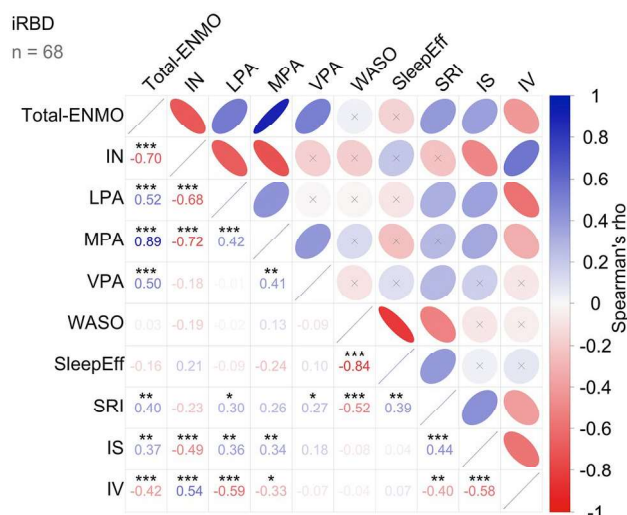 iRBD
n = 68
Total-ENMO IN LPA MPA VPA WASO SleepEff SRI IS IV
Total-ENMO
IN *** -0.70
LPA *** 0.52 *** -0.68
MPA *** 0.89 *** -0.72 *** 0.42
VPA *** 0.50 -0.18 0.01 ** 0.41
WASO 0.03 -0.19 -0.02 0.13 -0.09
SleepEff -0.16 0.21 -0.09 -0.24 0.10 *** -0.84
SRI ** 0.40 -0.23 * 0.30 0.26 * 0.27 *** -0.52 ** 0.39
IS ** 0.37 *** -0.49 ** 0.36 ** 0.34 0.18 -0.08 0.04 *** 0.44
IV *** -0.42 *** 0.54 *** -0.59 * -0.33 -0.07 -0.04 0.07 ** -0.40 *** -0.58
1
0.8
0.6
0.4
0.2
0
-0.2
-0.4
-0.6
-0.8
-1
Spearman's rho